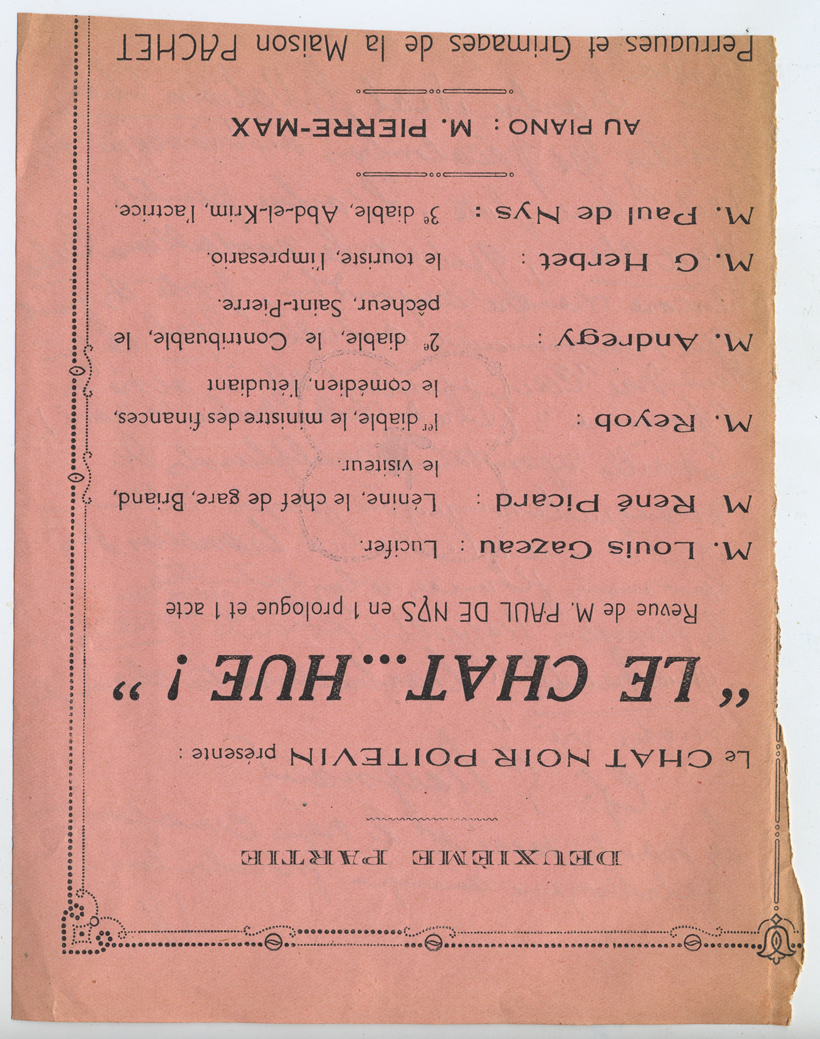 DEUXIÈME PARTIE
Le CHAT NOIR POITEVIN présente :
“ LE CHAT...HUE ! ”
Revue de M. PAUL DE NYS en 1 prologue et 1 acte
M. Louis Gazeau : Lucifer.
M René Picard : Lénine, le chef de gare, Briand,
le visiteur.
M. Reyob : 1er diable, le ministre des finances,
le comédien, l'étudiant
M. Andregy : 2e diable, le Contribuable, le
pêcheur, Saint-Pierre.
M. G Herbet : le touriste, l'impresario.
M. Paul de Nys : 3e diable, Abd-el-Krim, l'actrice.
AU PIANO : M. PIERRE-MAX
Perruques et Grimages de la Maison PACHET